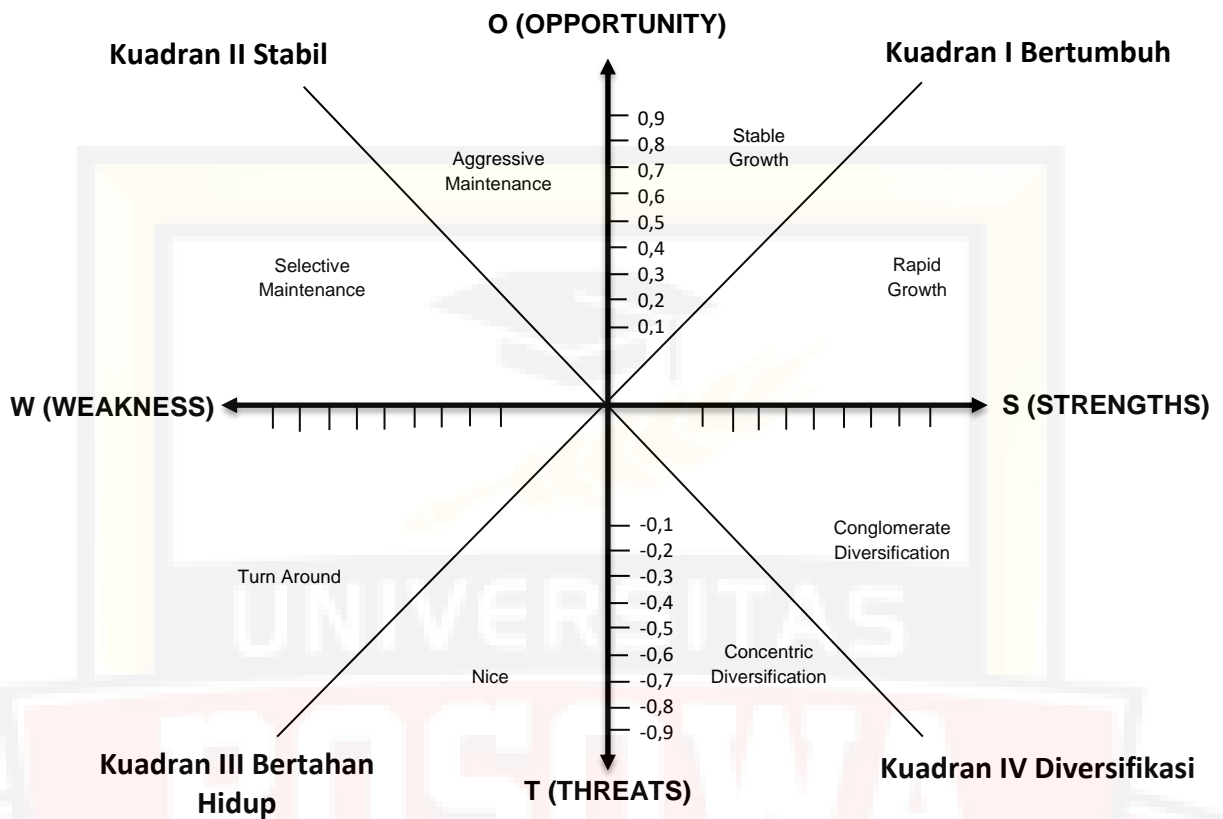 O (OPPORTUNITY)
Kuadran II Stabil
Kuadran I Bertumbuh
0,9
0,8
0,7
0,6
0,5
0,4
0,3
0,2
0,1
Aggressive
Maintenance
Stable
Growth
Selective
Maintenance
Rapid
Growth
W (WEAKNESS)
S (STRENGTHS)
-0,1
-0,2
-0,3
-0,4
-0,5
-0,6
-0,7
-0,8
-0,9
Turn Around
Conglomerate
Diversification
Nice
Concentric
Diversification
Kuadran III Bertahan
Hidup
Kuadran IV Diversifikasi
T (THREATS)
UNIVERSITAS
BOSOWA